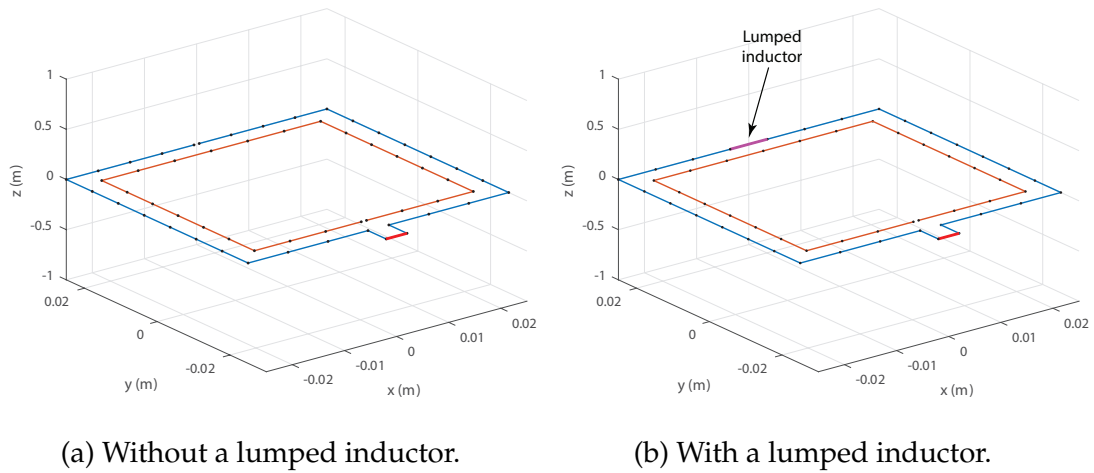 1
0.5
0
-0.5
-1
z (m)
0.02
0
-0.02
y (m)
-0.02
-0.01
0
0.01
0.02
x (m)
(a) Without a lumped inductor.
Lumped
inductor
1
0.5
0
-0.5
-1
z (m)
0.02
0
-0.02
y (m)
-0.02
-0.01
0
0.01
0.02
x (m)
(b) With a lumped inductor.